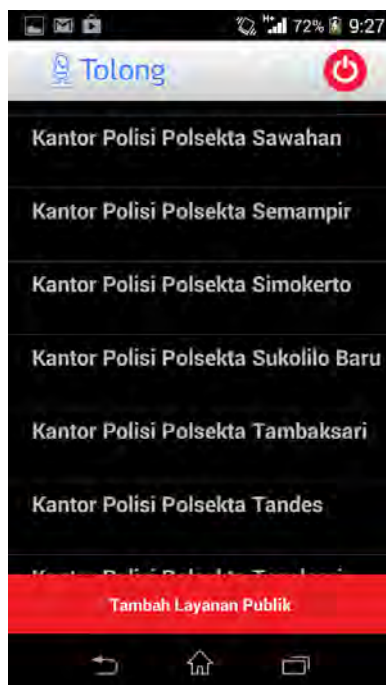 72% 9:27
Tolong
Kantor Polisi Polsekta Sawahan
Kantor Polisi Polsekta Semampir
Kantor Polisi Polsekta Simokerto
Kantor Polisi Polsekta Sukolilo Baru
Kantor Polisi Polsekta Tambaksari
Kantor Polisi Polsekta Tandes
Tambah Layanan Publik